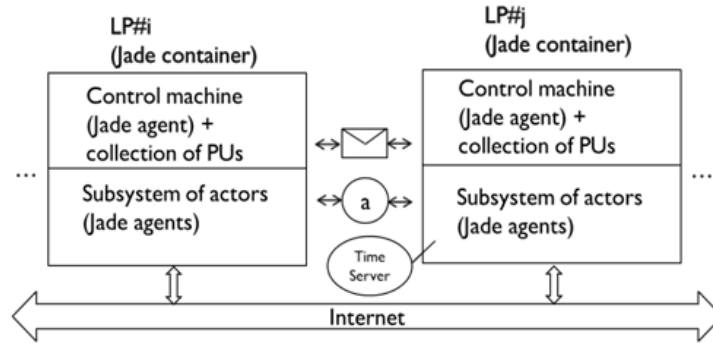 LP#i
(Jade container)
LP#j
(Jade container)
Control machine
(Jade agent) +
collection of PUs
Control machine
(Jade agent) +
collection of PUs
...
Subsystem of actors
(Jade agents)
a
Subsystem of actors
(Jade agents)
...
Time
Server
Internet